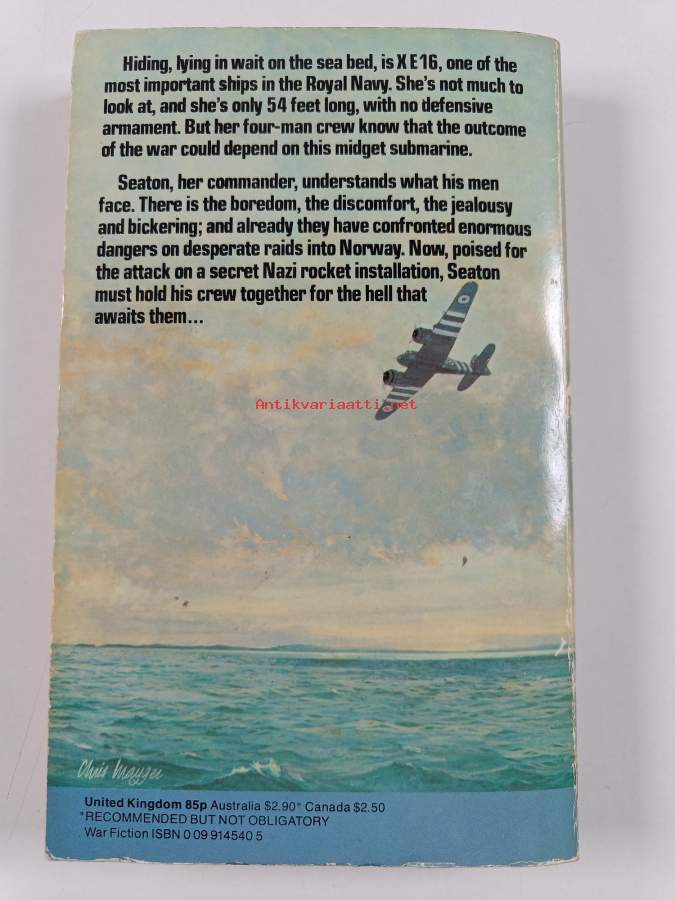 Hiding, lying in wait on the sea bed, is XE16, one of the
most important ships in the Royal Navy. She's not much to
look at, and she's only 54 feet long, with no defensive
armament. But her four-man crew know that the outcome
of the war could depend on this midget submarine.
Seaton, her commander, understands what his men
face. There is the boredom, the discomfort, the jealousy
and bickering; and already they have confronted enormous
dangers on desperate raids into Norway. Now, poised for
the attack on a secret Nazi rocket installation, Seaton
must hold his crew together for the hell that
awaits them...
Antikvariaatti.net
Chris Mayger
United Kingdom 85p Australia $2.90* Canada $2.50
*RECOMMENDED BUT NOT OBLIGATORY
War Fiction ISBN 0 09 914540 5